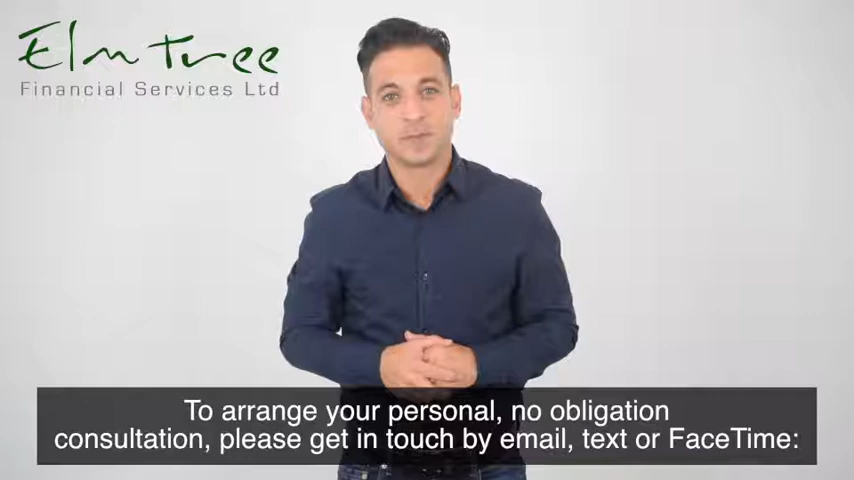 Elm Tree
Financial Services Ltd
To arrange your personal, no obligation
consultation, please get in touch by email, text or FaceTime: